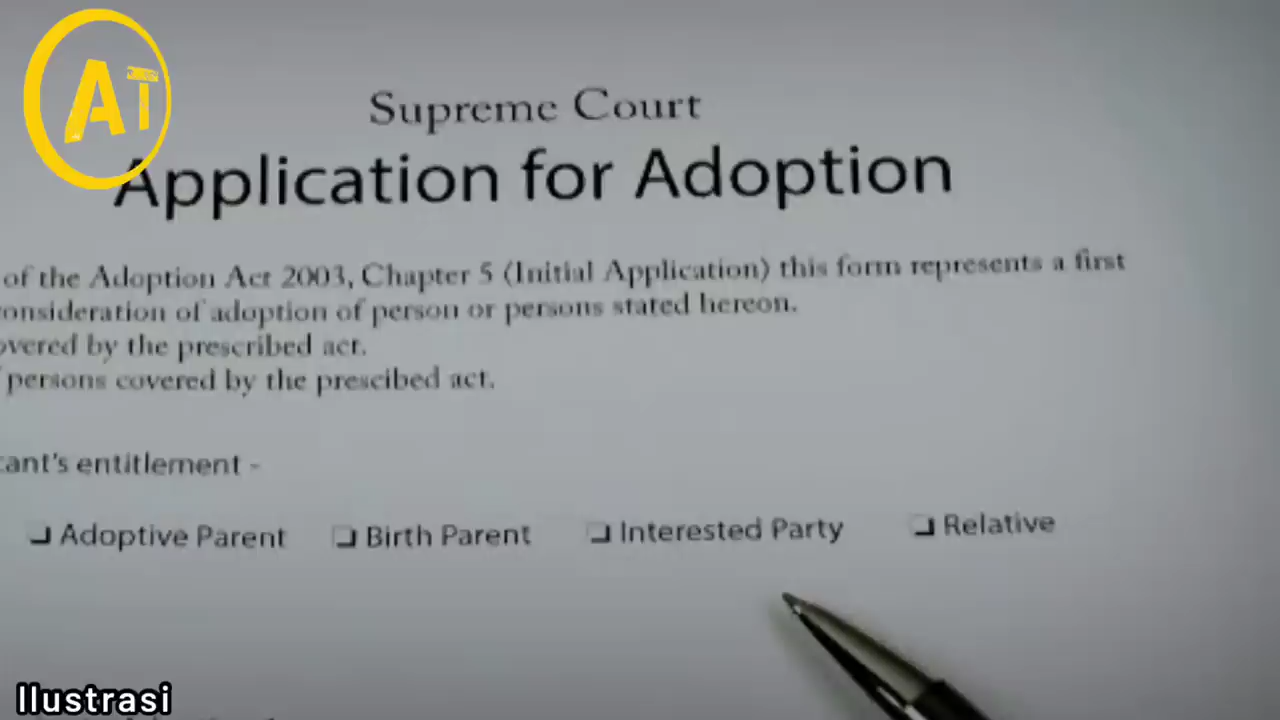 AT
Supreme Court
Application for Adoption
of the Adoption Act 2003, Chapter 5 (Initial Application) this form represents a first
onsideration of adoption of person or persons stated hereon.
overed by the prescribed act.
persons covered by the prescibed act.
cant's entitlement -
❏ Adoptive Parent ❏ Birth Parent ❏ Interested Party ❏ Relative
Ilustrasi